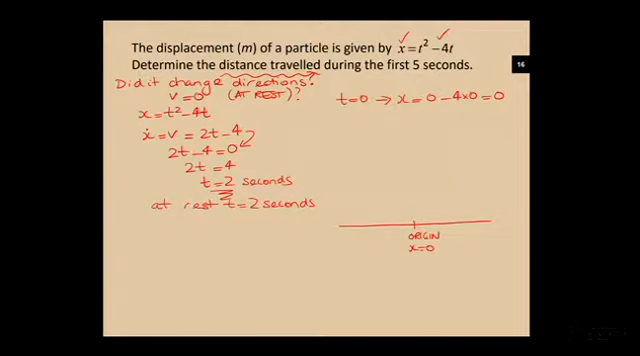 The displacement (m) of a particle is given by x = t² − 4t
Determine the distance travelled during the first 5 seconds.
16
Did it change directions?
v=0 (AT REST)?
x = t² - 4t
ẋ = v = 2t - 4
2t - 4 = 0
2t = 4
t = 2 seconds
at rest t = 2 seconds
t=0 → x = 0 - 4×0 = 0
ORIGIN
x=0